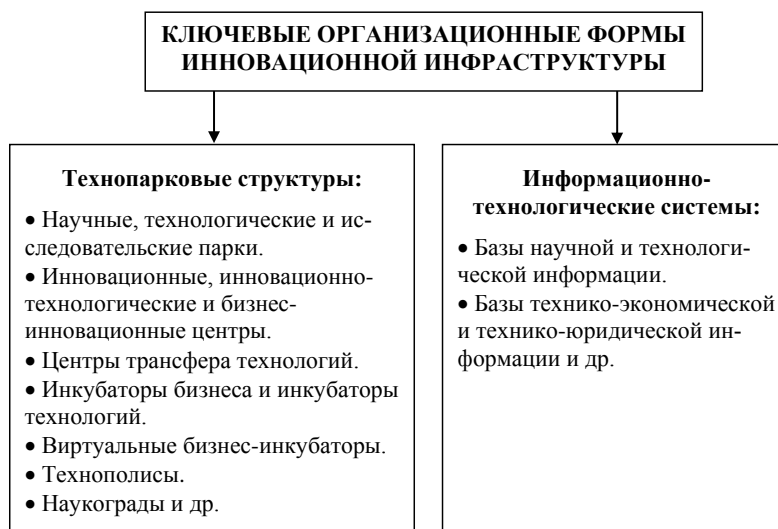 КЛЮЧЕВЫЕ ОРГАНИЗАЦИОННЫЕ ФОРМЫ
ИННОВАЦИОННОЙ ИНФРАСТРУКТУРЫ
Технопарковые структуры:
• Научные, технологические и ис-
следовательские парки.
• Инновационные, инновационно-
технологические и бизнес-
инновационные центры.
• Центры трансфера технологий.
• Инкубаторы бизнеса и инкубаторы
технологий.
• Виртуальные бизнес-инкубаторы.
• Технополисы.
• Наукограды и др.
Информационно-
технологические системы:
• Базы научной и технологи-
ческой информации.
• Базы технико-экономической
и технико-юридической ин-
формации и др.